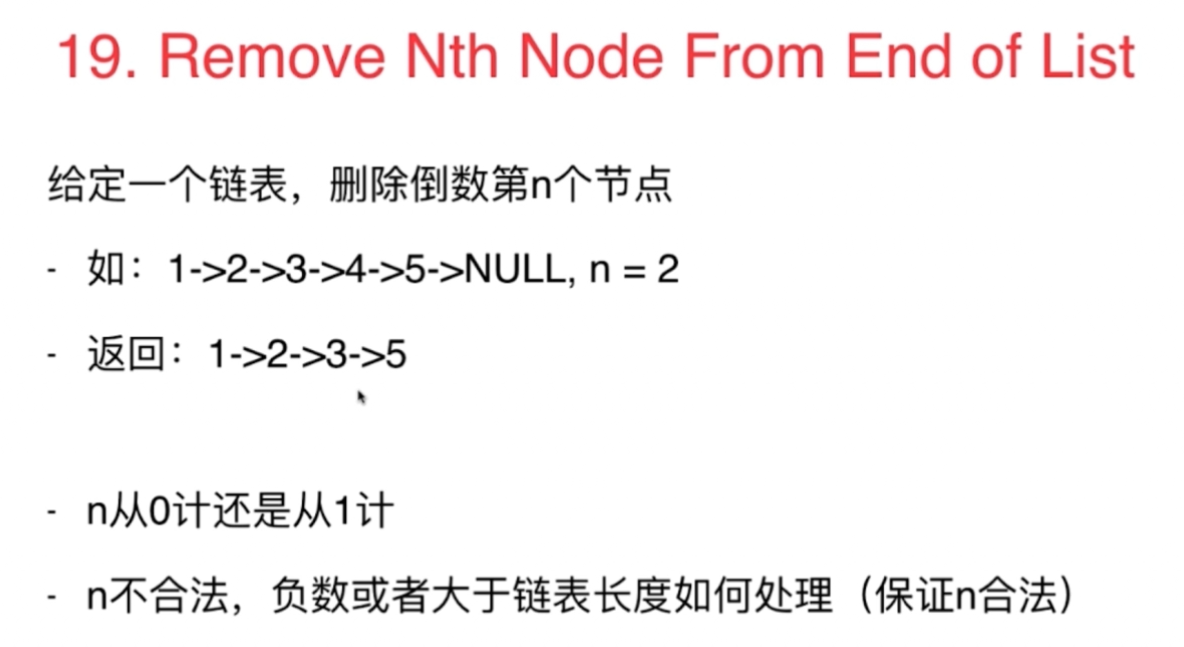 19. Remove Nth Node From End of List
给定一个链表，删除倒数第n个节点
- 如：1->2->3->4->5->NULL, n = 2
- 返回：1->2->3->5
- n从0计还是从1计
- n不合法，负数或者大于链表长度如何处理（保证n合法）